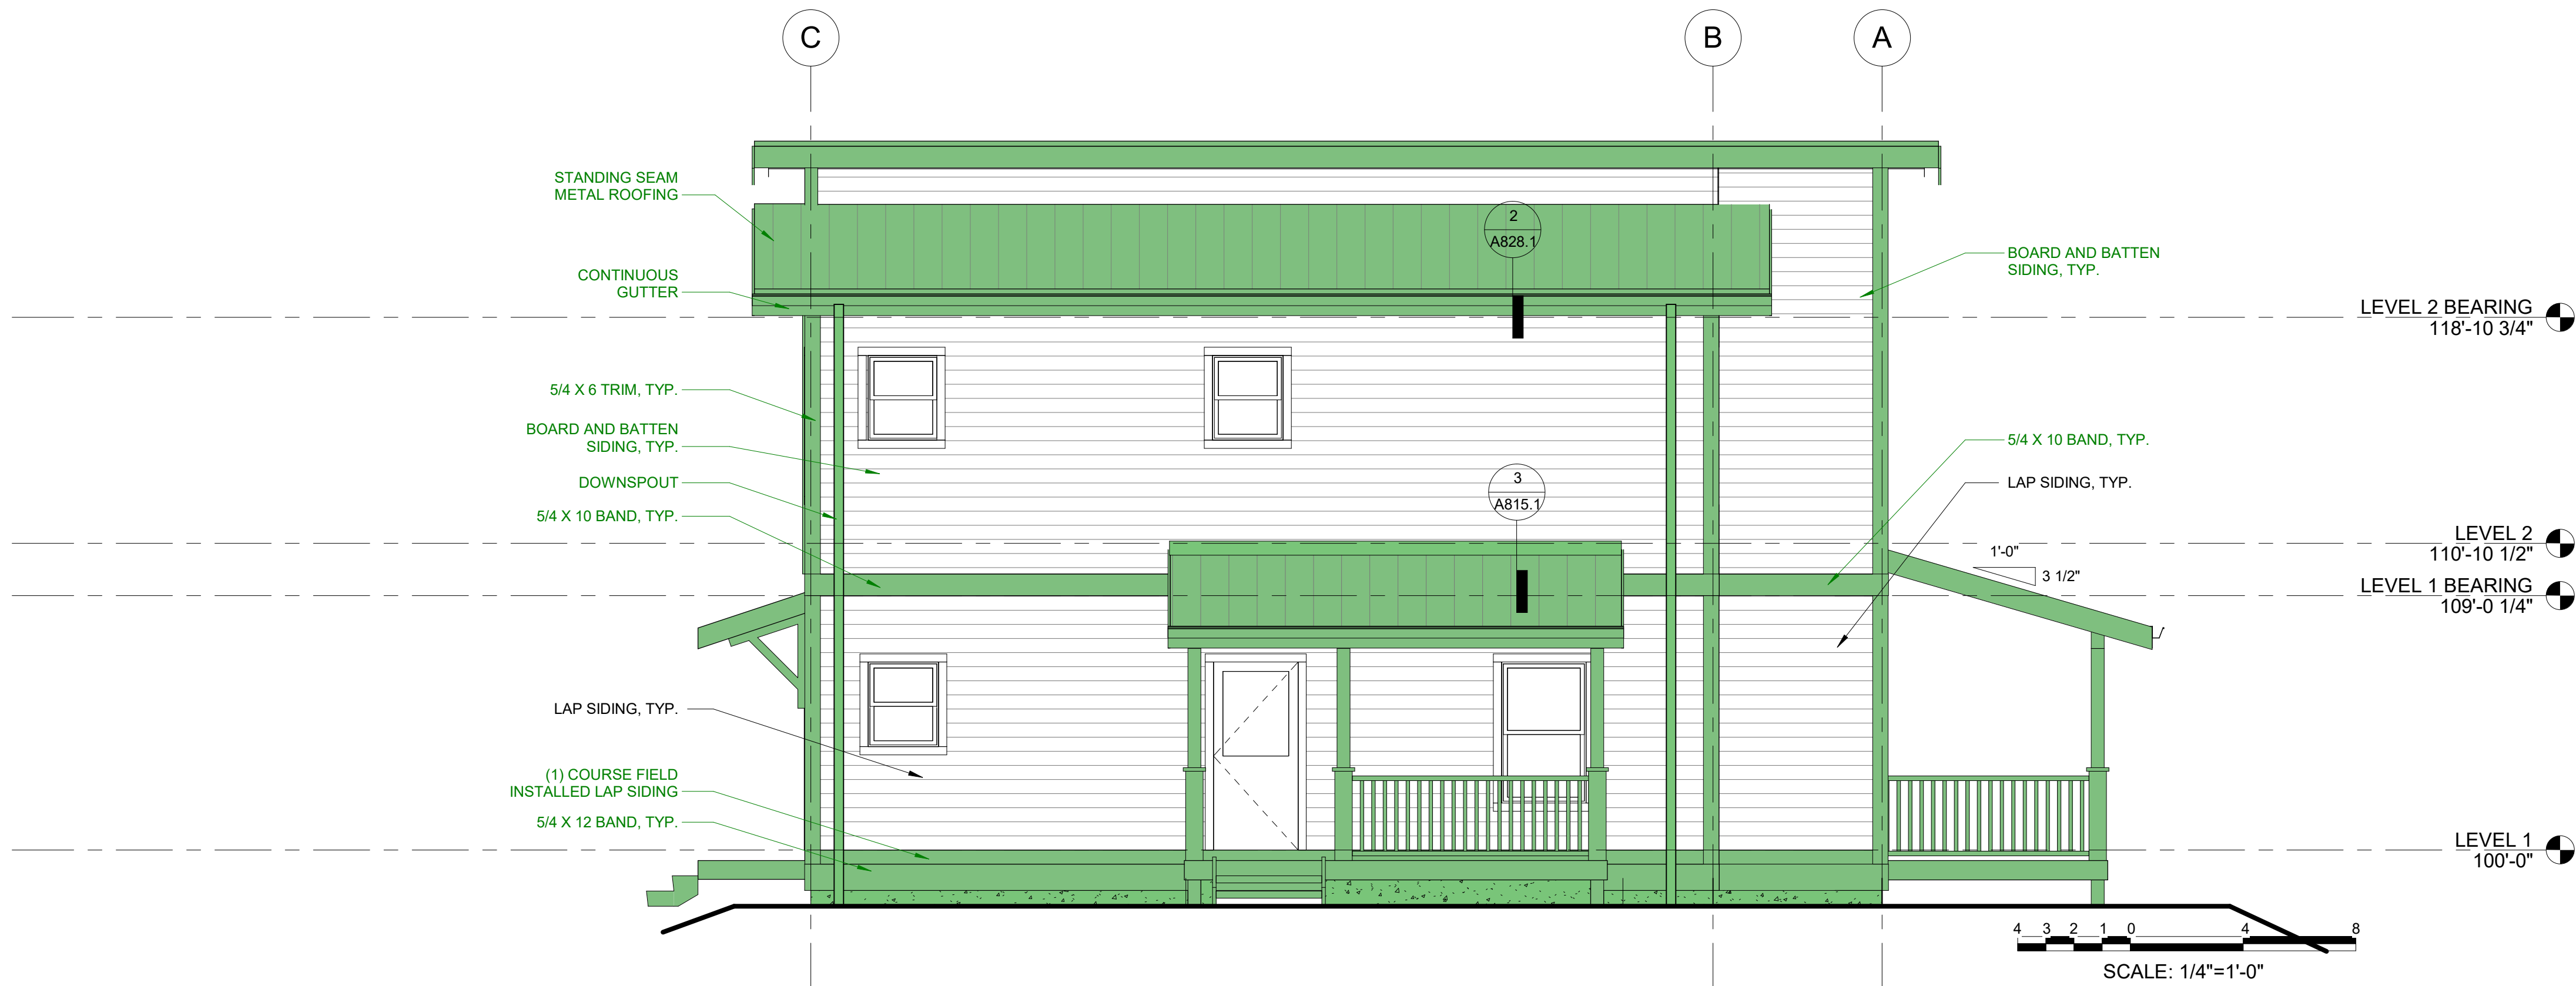 C
B
A
STANDING SEAM
METAL ROOFING
CONTINUOUS
GUTTER
5/4 X 6 TRIM, TYP.
BOARD AND BATTEN
SIDING, TYP.
DOWNSPOUT
5/4 X 10 BAND, TYP.
LAP SIDING, TYP.
(1) COURSE FIELD
INSTALLED LAP SIDING
5/4 X 12 BAND, TYP.
2
A828.1
3
A815.1
BOARD AND BATTEN
SIDING, TYP.
5/4 X 10 BAND, TYP.
LAP SIDING, TYP.
1'-0"
3 1/2"
LEVEL 2 BEARING
118'-10 3/4"
LEVEL 2
110'-10 1/2"
LEVEL 1 BEARING
109'-0 1/4"
LEVEL 1
100'-0"
4 3 2 1 0 4 8
SCALE: 1/4"=1'-0"